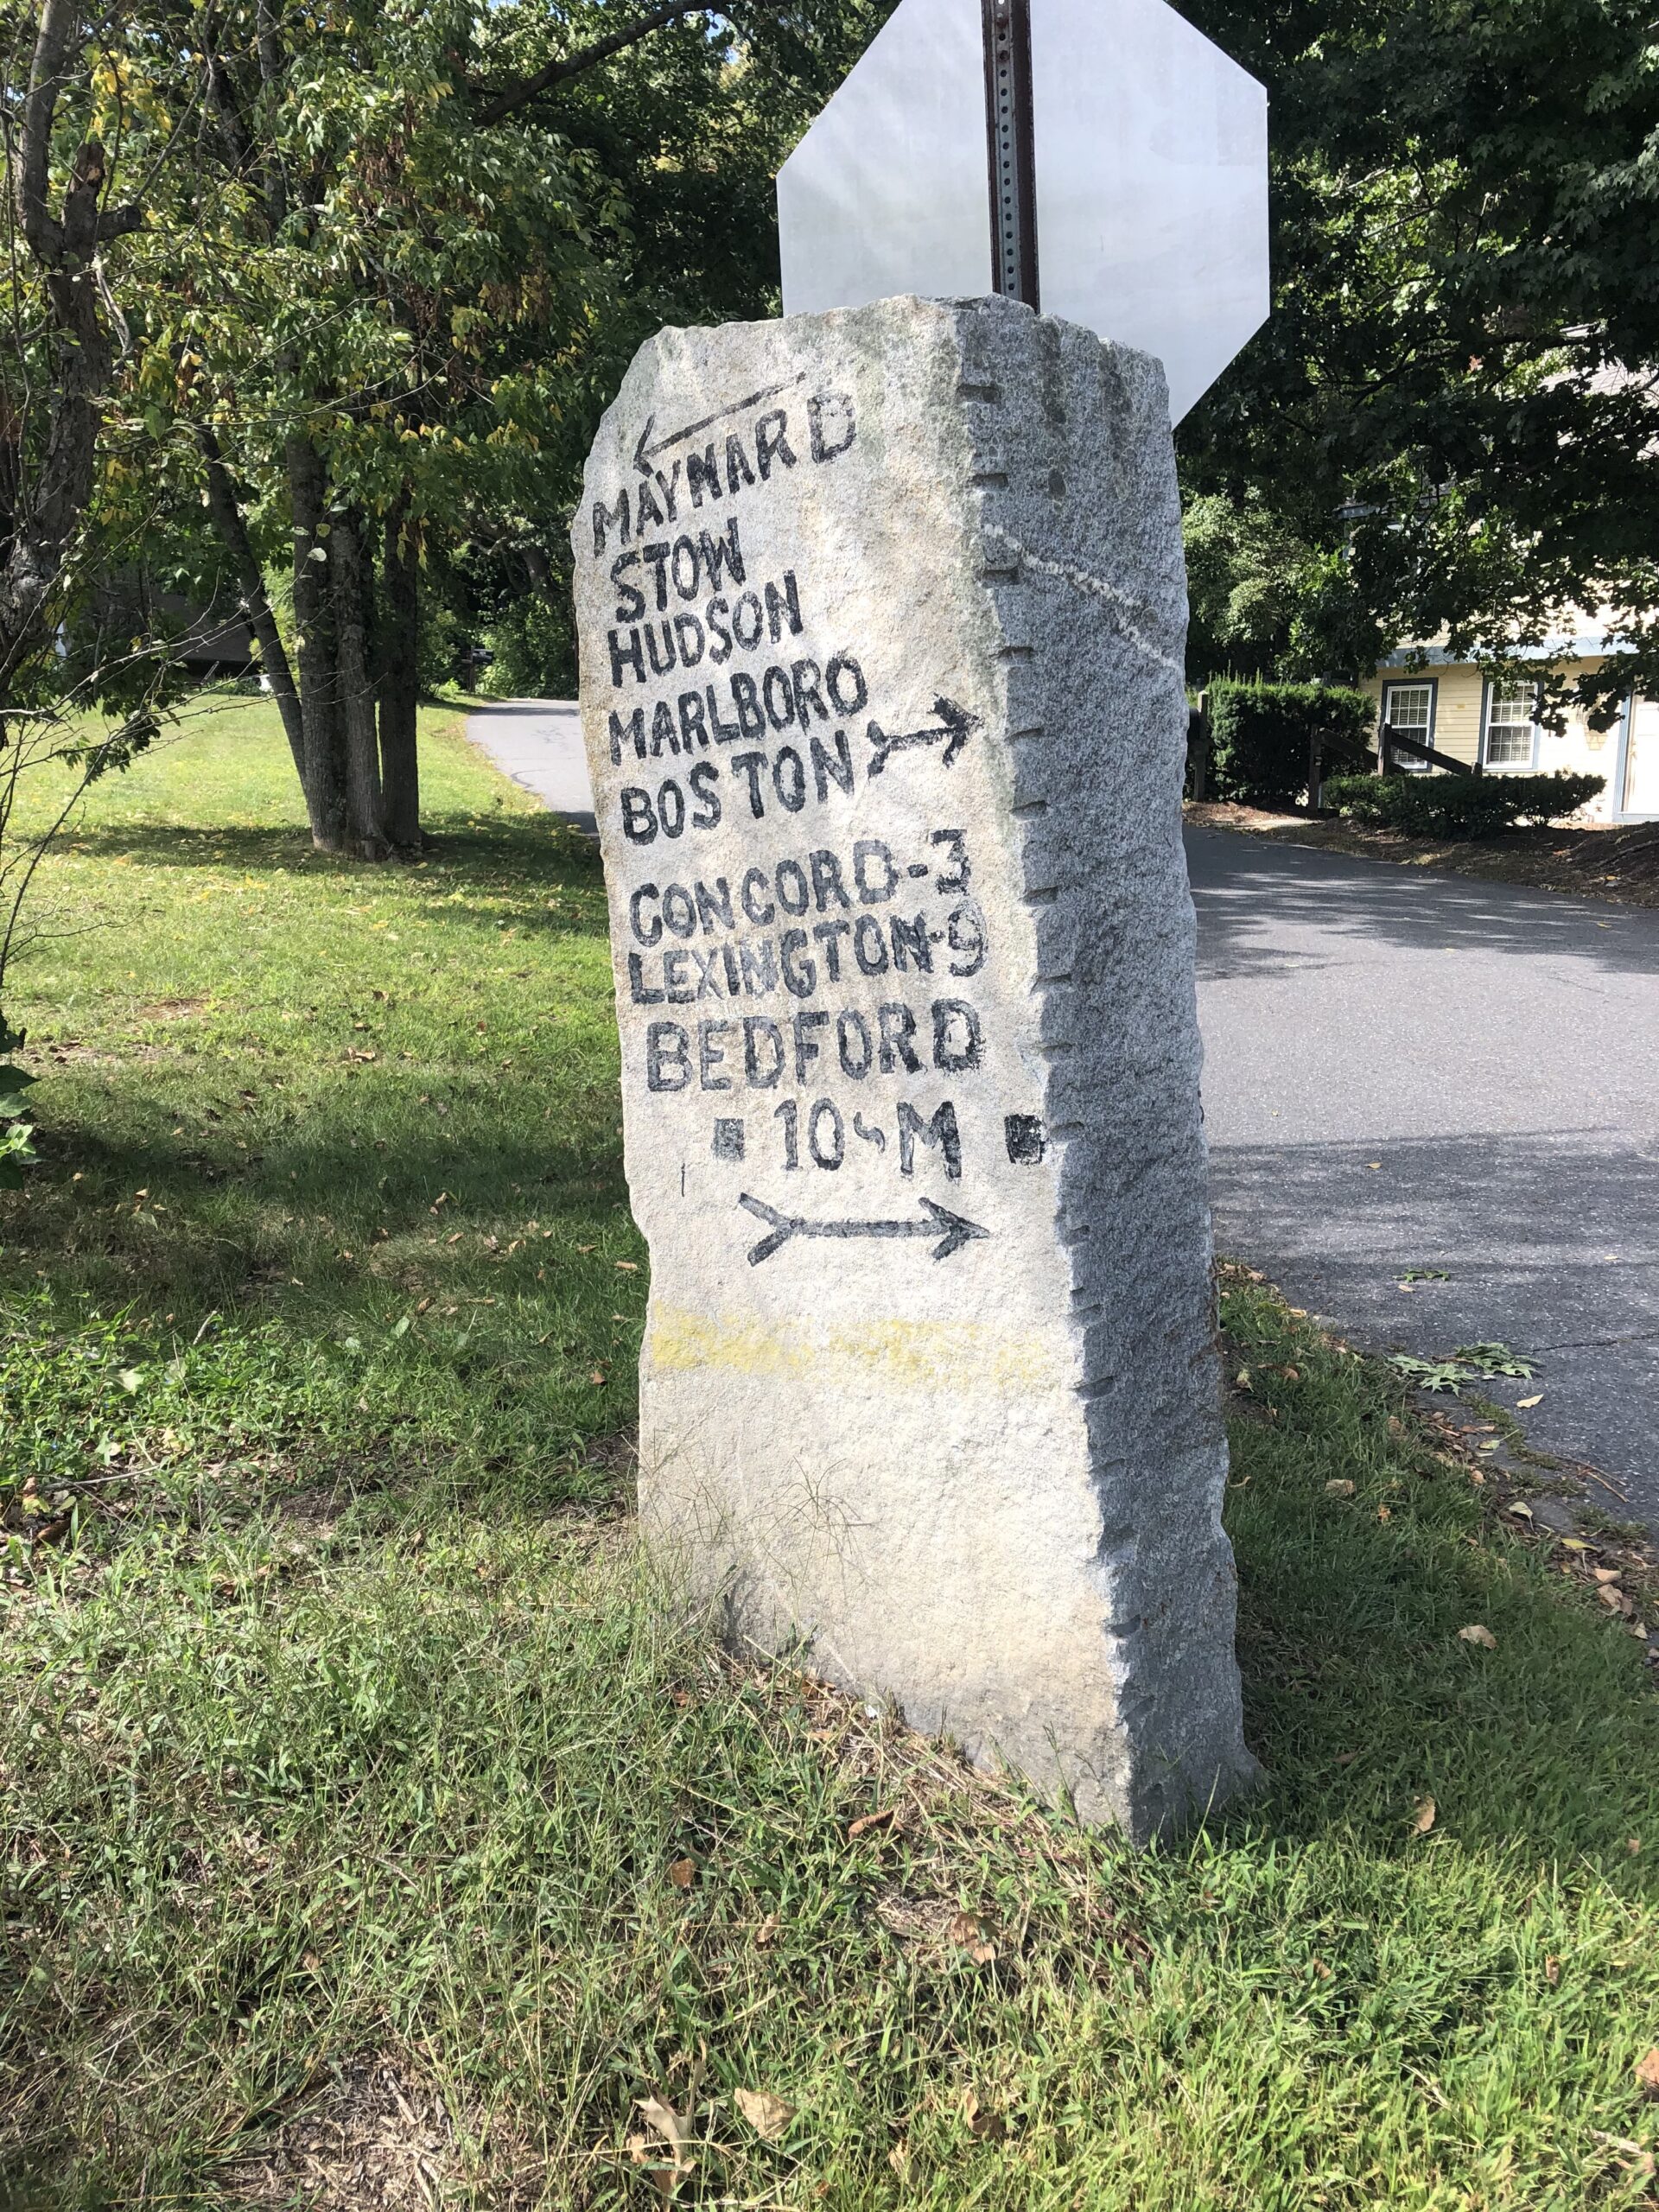 MAYNARD
STOW
HUDSON
MARLBORO
BOSTON
CONCORD-3
LEXINGTON-9
BEDFORD
10 M